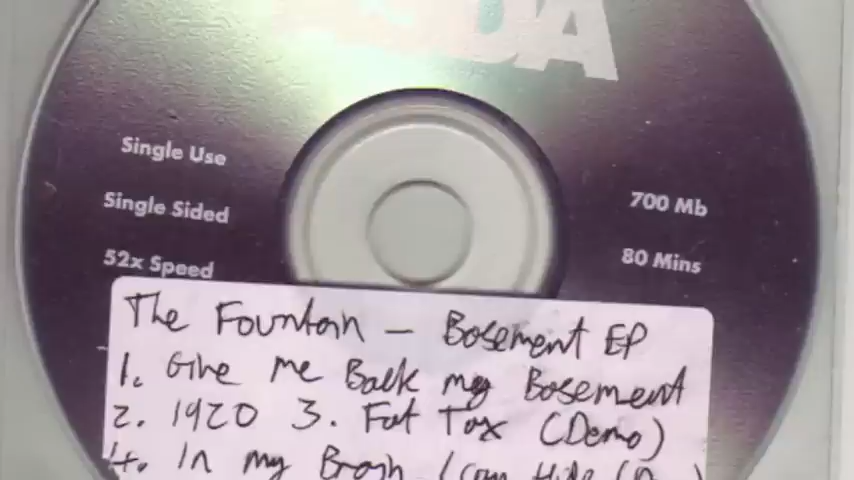 Single Use
Single Sided
52x Speed
700 Mb
80 Mins
The Fountain – Basement EP
1. Give Me Back my Basement
2. 1920 3. Fat Tax (Demo)
4. In my Brain